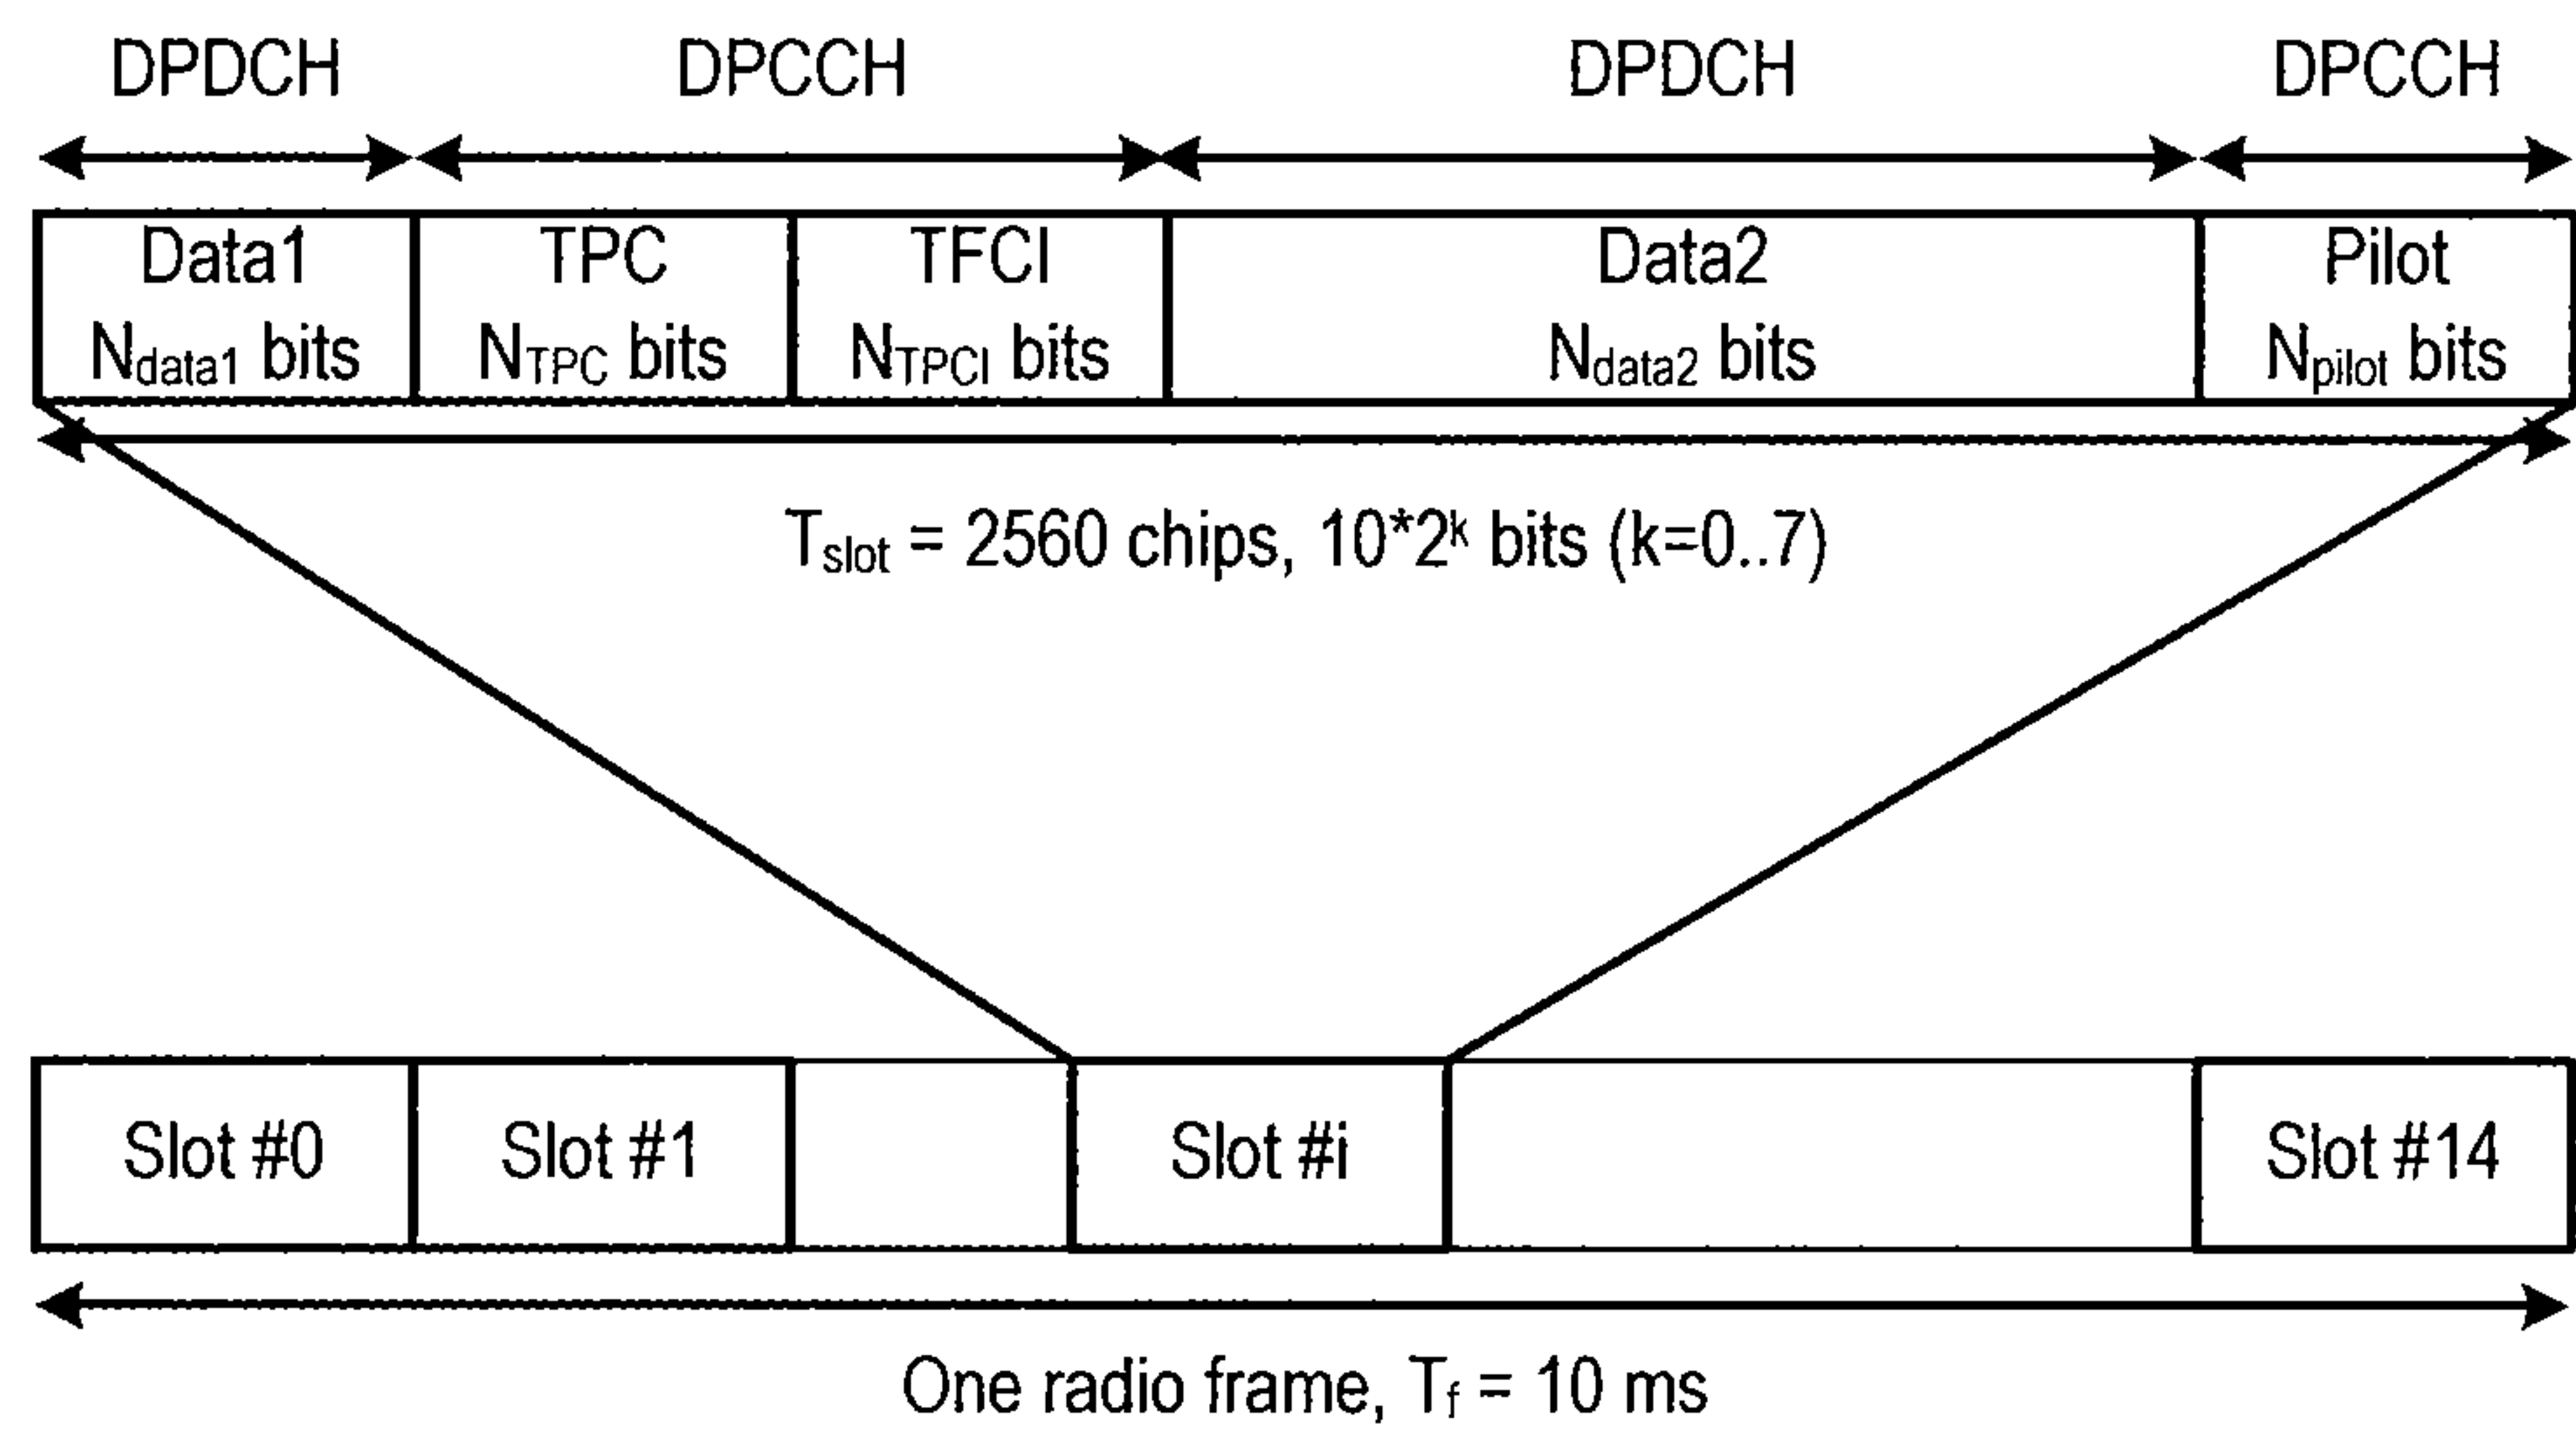 DPDCH DPCCH DPDCH DPCCH
Data1 TPC TFCI Data2 Pilot
Ndata1 bits NTPC bits NTPCI bits Ndata2 bits Npilot bits
Tslot = 2560 chips, 10*2k bits (k=0..7)
Slot #0 Slot #1 Slot #i Slot #14
One radio frame, Tf = 10 ms